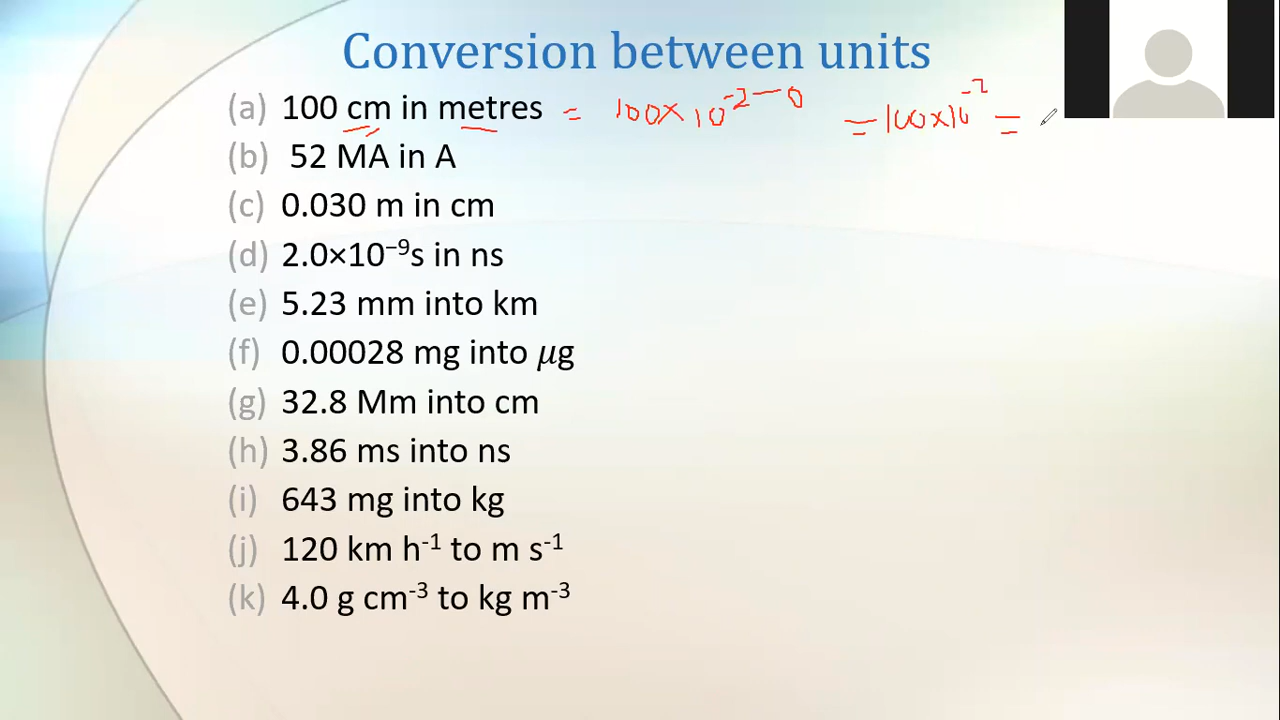 Conversion between units
(a) 100 cm in metres = 100×10⁻²⁻⁰ = 100×10⁻² =
(b) 52 MA in A
(c) 0.030 m in cm
(d) 2.0×10⁻⁹s in ns
(e) 5.23 mm into km
(f) 0.00028 mg into μg
(g) 32.8 Mm into cm
(h) 3.86 ms into ns
(i) 643 mg into kg
(j) 120 km h⁻¹ to m s⁻¹
(k) 4.0 g cm⁻³ to kg m⁻³